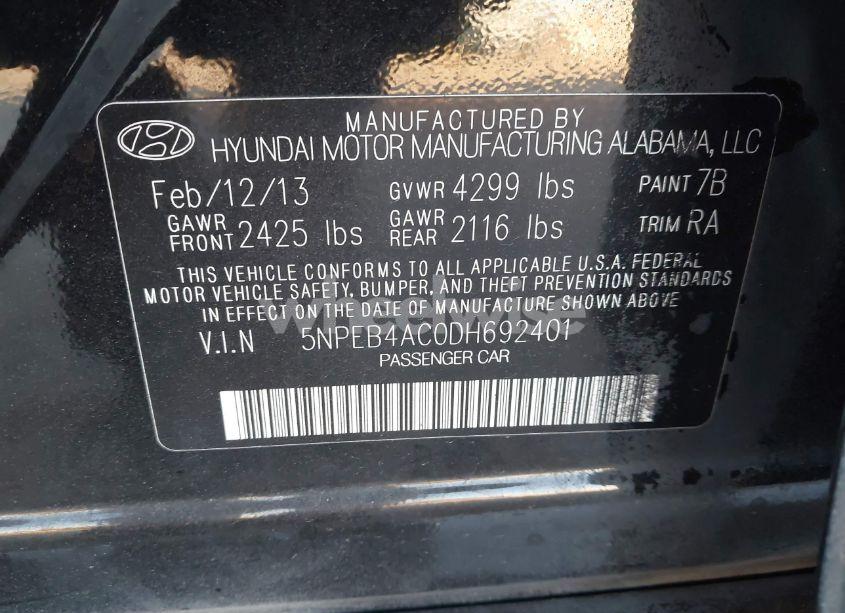 MANUFACTURED BY
HYUNDAI MOTOR MANUFACTURING ALABAMA, LLC
Feb/12/13 GVWR 4299 lbs PAINT 7B
GAWR FRONT 2425 lbs GAWR REAR 2116 lbs TRIM RA
THIS VEHICLE CONFORMS TO ALL APPLICABLE U.S.A. FEDERAL
MOTOR VEHICLE SAFETY, BUMPER, AND THEFT PREVENTION STANDARDS
IN EFFECT ON THE DATE OF MANUFACTURE SHOWN ABOVE
wheelwise
V.I.N 5NPEB4AC0DH692401
PASSENGER CAR